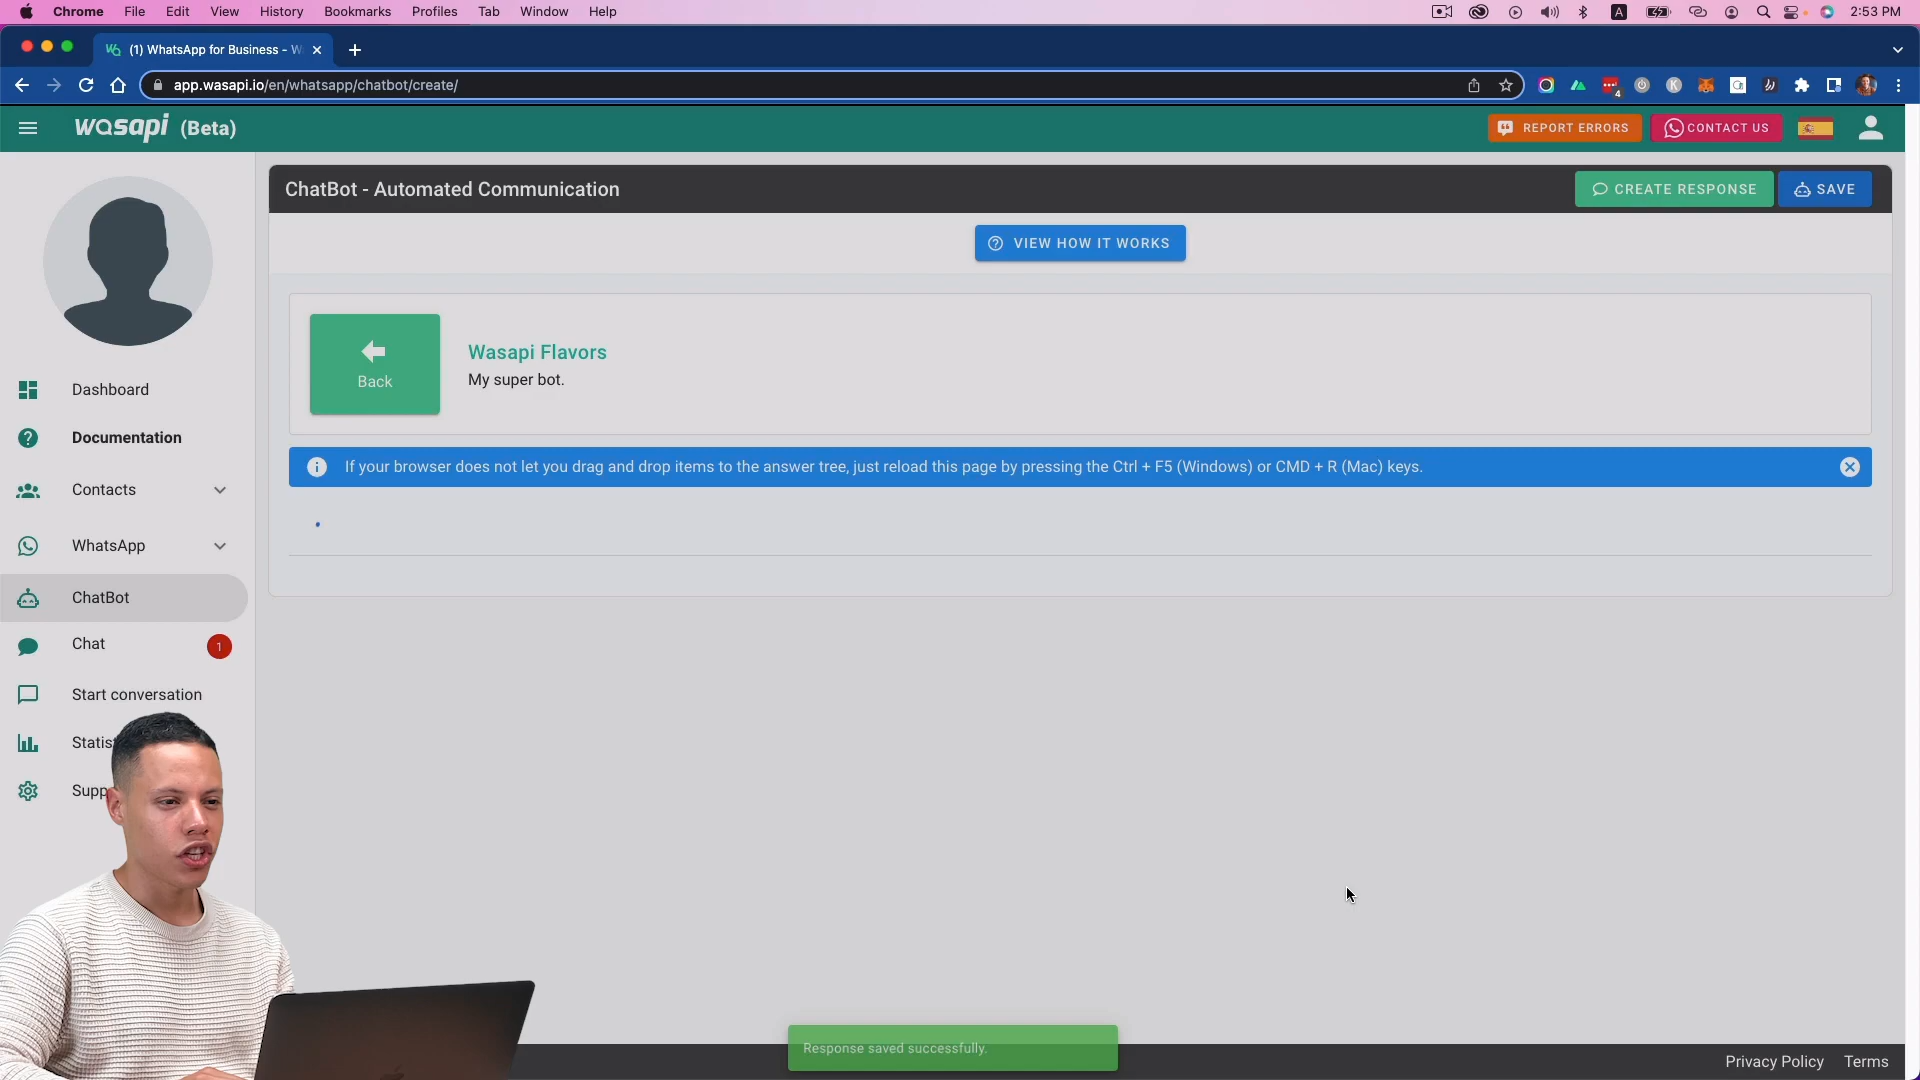 Chrome File Edit View History Bookmarks Profiles Tab Window Help
A
2:53 PM
(1) WhatsApp for Business - W
app.wasapi.io/en/whatsapp/chatbot/create/
4
K
wasapi (Beta)
REPORT ERRORS
CONTACT US
ChatBot - Automated Communication
CREATE RESPONSE
SAVE
VIEW HOW IT WORKS
Back
Wasapi Flavors
My super bot.
If your browser does not let you drag and drop items to the answer tree, just reload this page by pressing the Ctrl + F5 (Windows) or CMD + R (Mac) keys.
Dashboard
Documentation
Contacts
WhatsApp
ChatBot
Chat
1
Start conversation
Statis
Supp
Response saved successfully.
Privacy Policy Terms